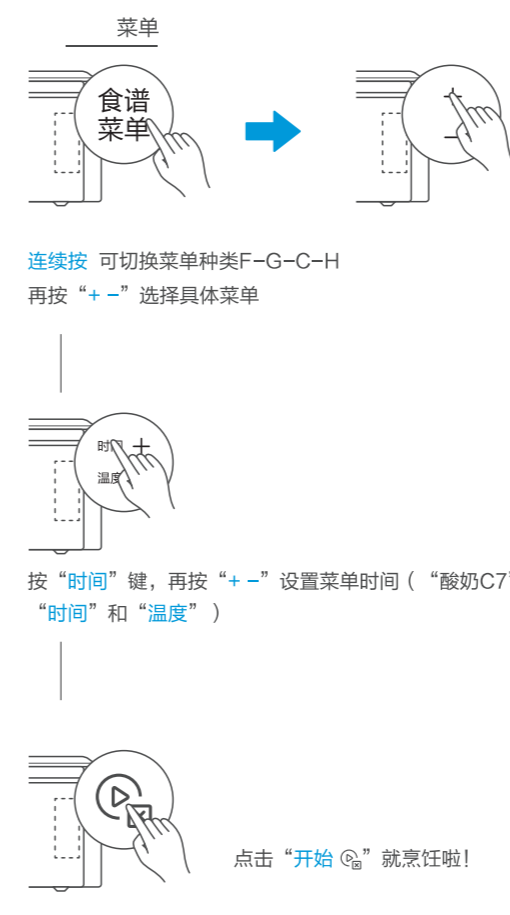 菜单
食谱
菜单
+
连续按 可切换菜单种类F-G-C-H
再按“+ -”选择具体菜单
时间 +
温度
按“时间”键，再按“+ -”设置菜单时间（“酸奶C7”
“时间”和“温度”）
点击“开始”就烹饪啦！